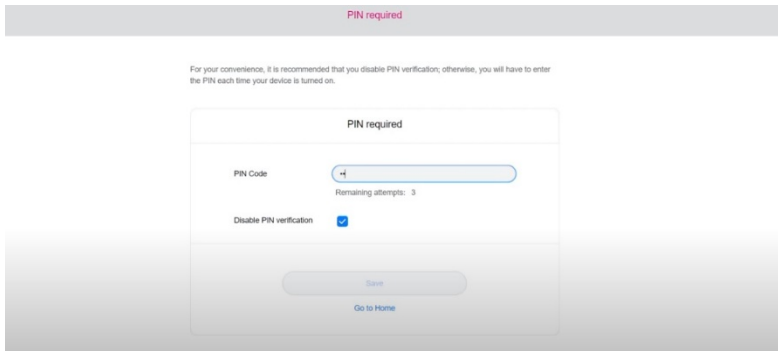 PIN required
For your convenience, it is recommended that you disable PIN verification; otherwise, you will have to enter
the PIN each time your device is turned on.
PIN required
PIN Code ••
Remaining attempts: 3
Disable PIN verification
Save
Go to Home